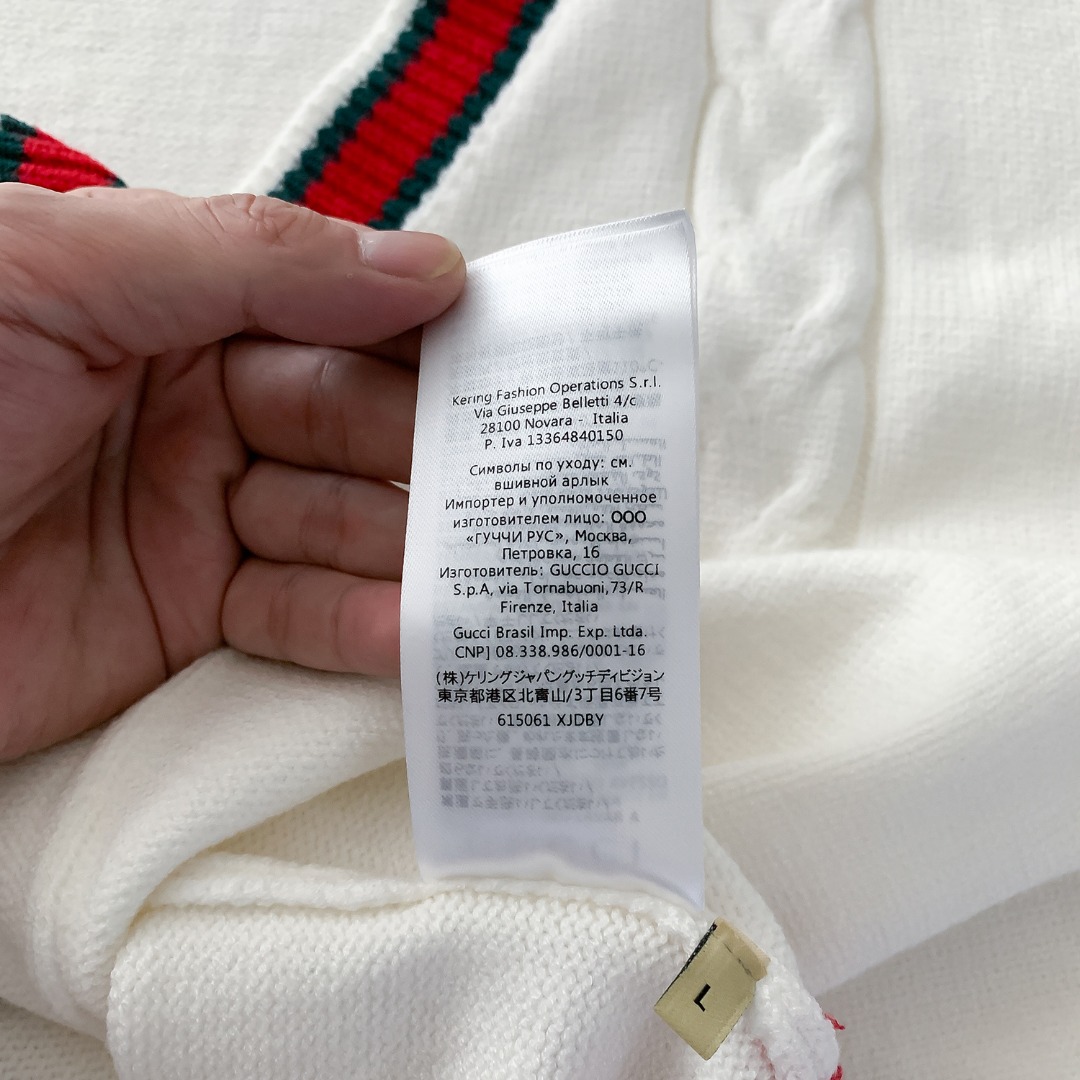 Kering Fashion Operations S.r.l.
Via Giuseppe Belletti 4/c
28100 Novara - Italia
P. Iva 13364840150
Символы по уходу: см.
вшивной арлык
Импортер и уполномоченное
изготовителем лицо: ООО
«ГУЧЧИ РУС», Москва,
Петровка, 16
Изготовитель: GUCCIO GUCCI
S.p.A, via Tornabuoni,73/R
Firenze, Italia
Gucci Brasil Imp. Exp. Ltda.
CNPJ 08.338.986/0001-16
(株)ケリングジャパングッチディビジョン
東京都港区北青山/3丁目6番7号
615061 XJDBY
L